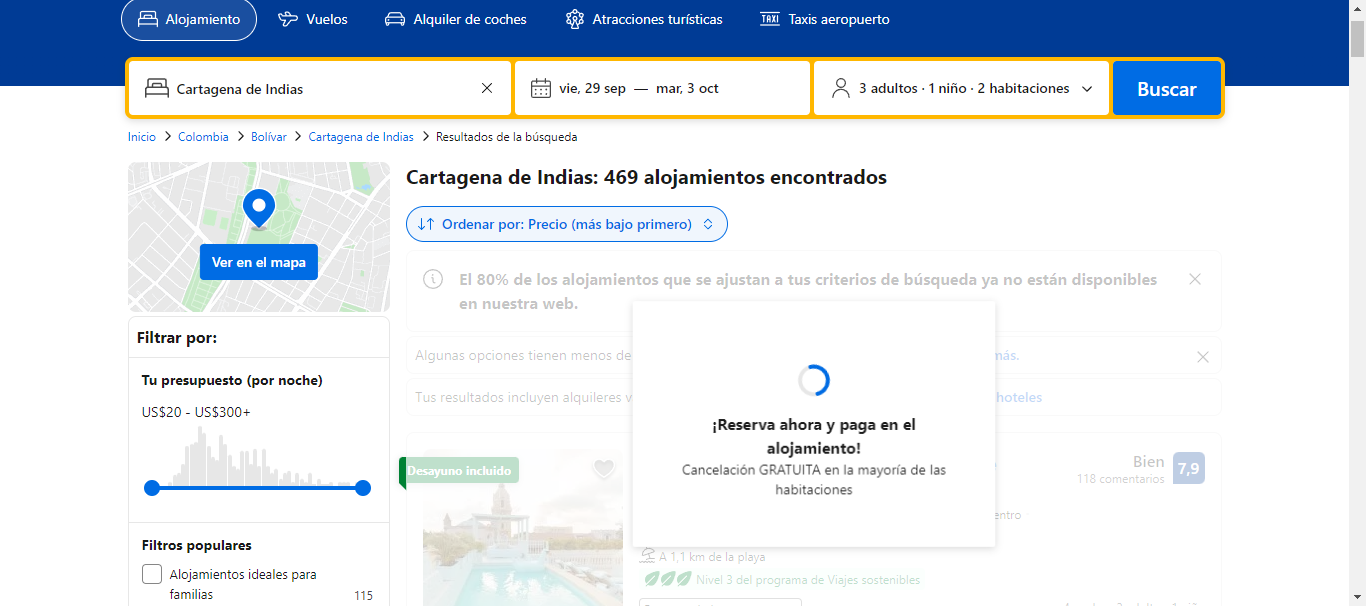 Alojamiento
Vuelos
Alquiler de coches
Atracciones turísticas
TAXI Taxis aeropuerto
Cartagena de Indias
vie, 29 sep — mar, 3 oct
3 adultos · 1 niño · 2 habitaciones
Buscar
Inicio > Colombia > Bolívar > Cartagena de Indias > Resultados de la búsqueda
Ver en el mapa
Filtrar por:
Tu presupuesto (por noche)
US$20 - US$300+
Filtros populares
Alojamientos ideales para
familias
115
Cartagena de Indias: 469 alojamientos encontrados
Ordenar por: Precio (más bajo primero)
El 80% de los alojamientos que se ajustan a tus criterios de búsqueda ya no están disponibles
en nuestra web.
Algunas opciones tienen menos de
más.
Tus resultados incluyen alquileres
hoteles
¡Reserva ahora y paga en el
alojamiento!
Cancelación GRATUITA en la mayoría de las
habitaciones
Desayuno incluido
Bien
118 comentarios
7,9
A 1,1 km de la playa
Nivel 3 del programa de Viajes sostenibles